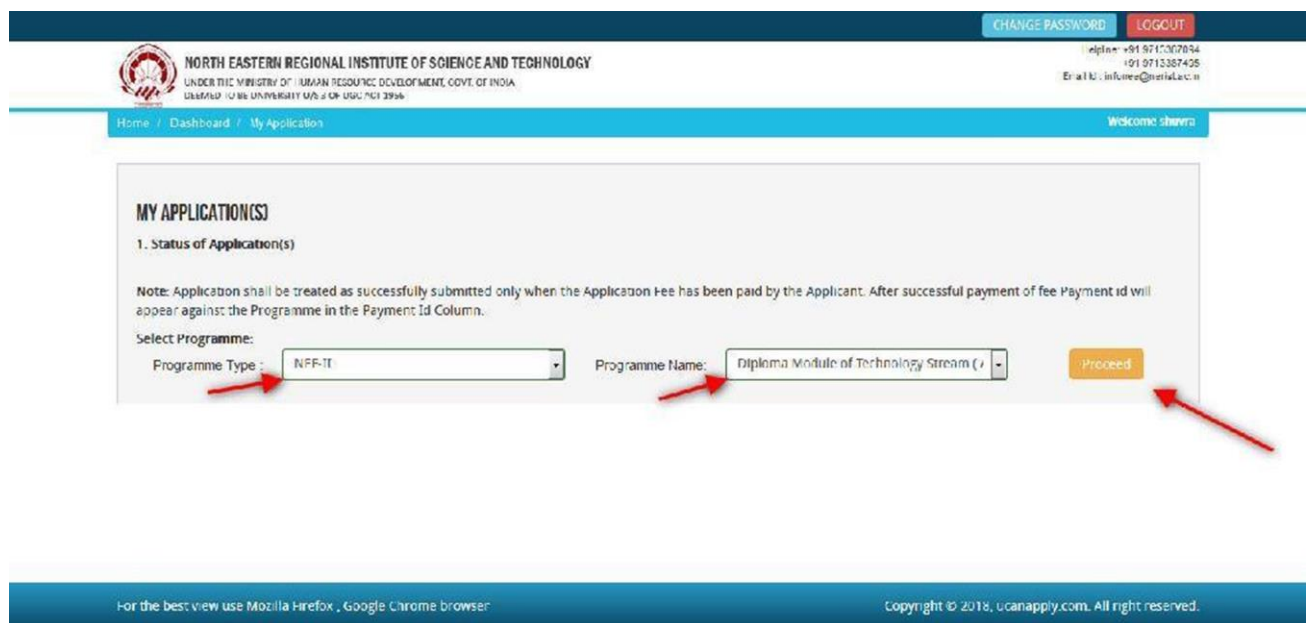 CHANGE PASSWORD LOGOUT
NORTH EASTERN REGIONAL INSTITUTE OF SCIENCE AND TECHNOLOGY
UNDER THE MINISTRY OF HUMAN RESOURCE DEVELOPMENT, GOVT. OF INDIA
DEEMED TO BE UNIVERSITY U/S 3 OF UGC ACT 1956
Helpline:
Home / Dashboard / My Application Welcome shuvra
MY APPLICATION(S)
1. Status of Application(s)
Note: Application shall be treated as successfully submitted only when the Application Fee has been paid by the Applicant. After successful payment of fee Payment id will
appear against the Programme in the Payment Id Column.
Select Programme:
Programme Type : NEE-II Programme Name: Diploma Module of Technology Stream ( Proceed
For the best view use Mozilla Firefox , Google Chrome browser Copyright © 2018, ucanapply.com. All right reserved.